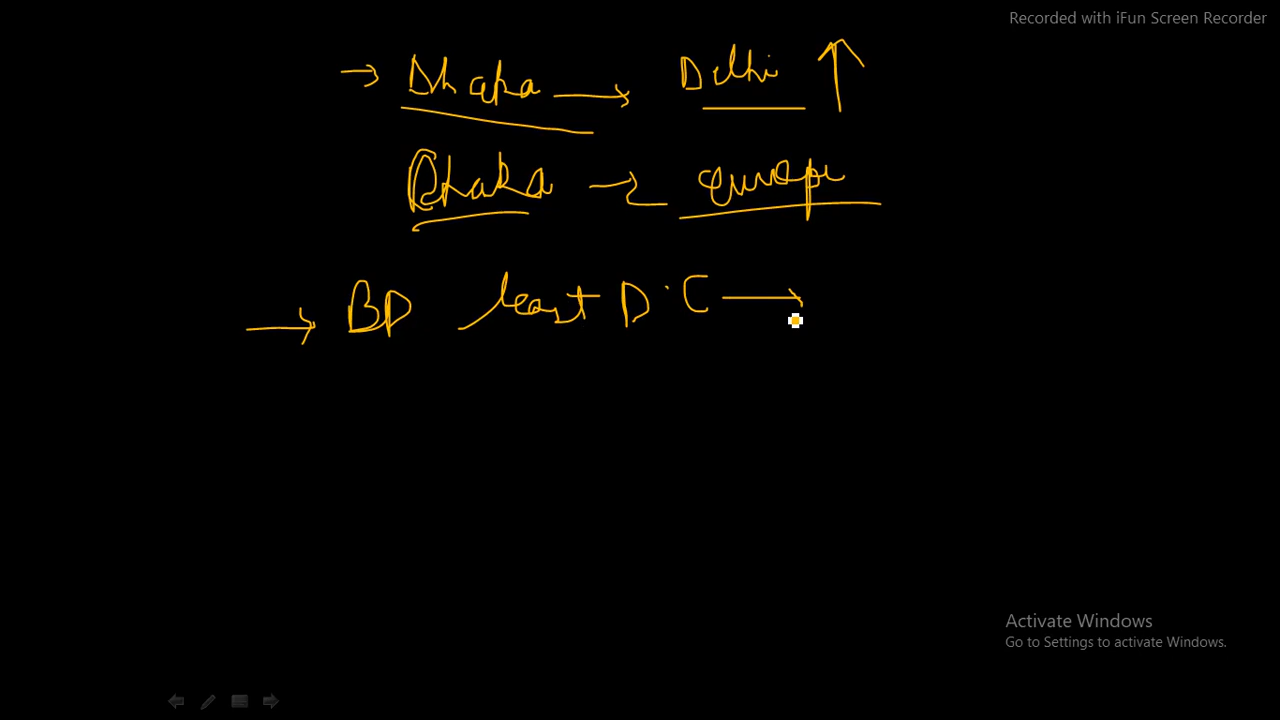 Recorded with iFun Screen Recorder
→ Dhaka → Delhi ↑
Dhaka → europe
→ BD least D.C →
Activate Windows
Go to Settings to activate Windows.